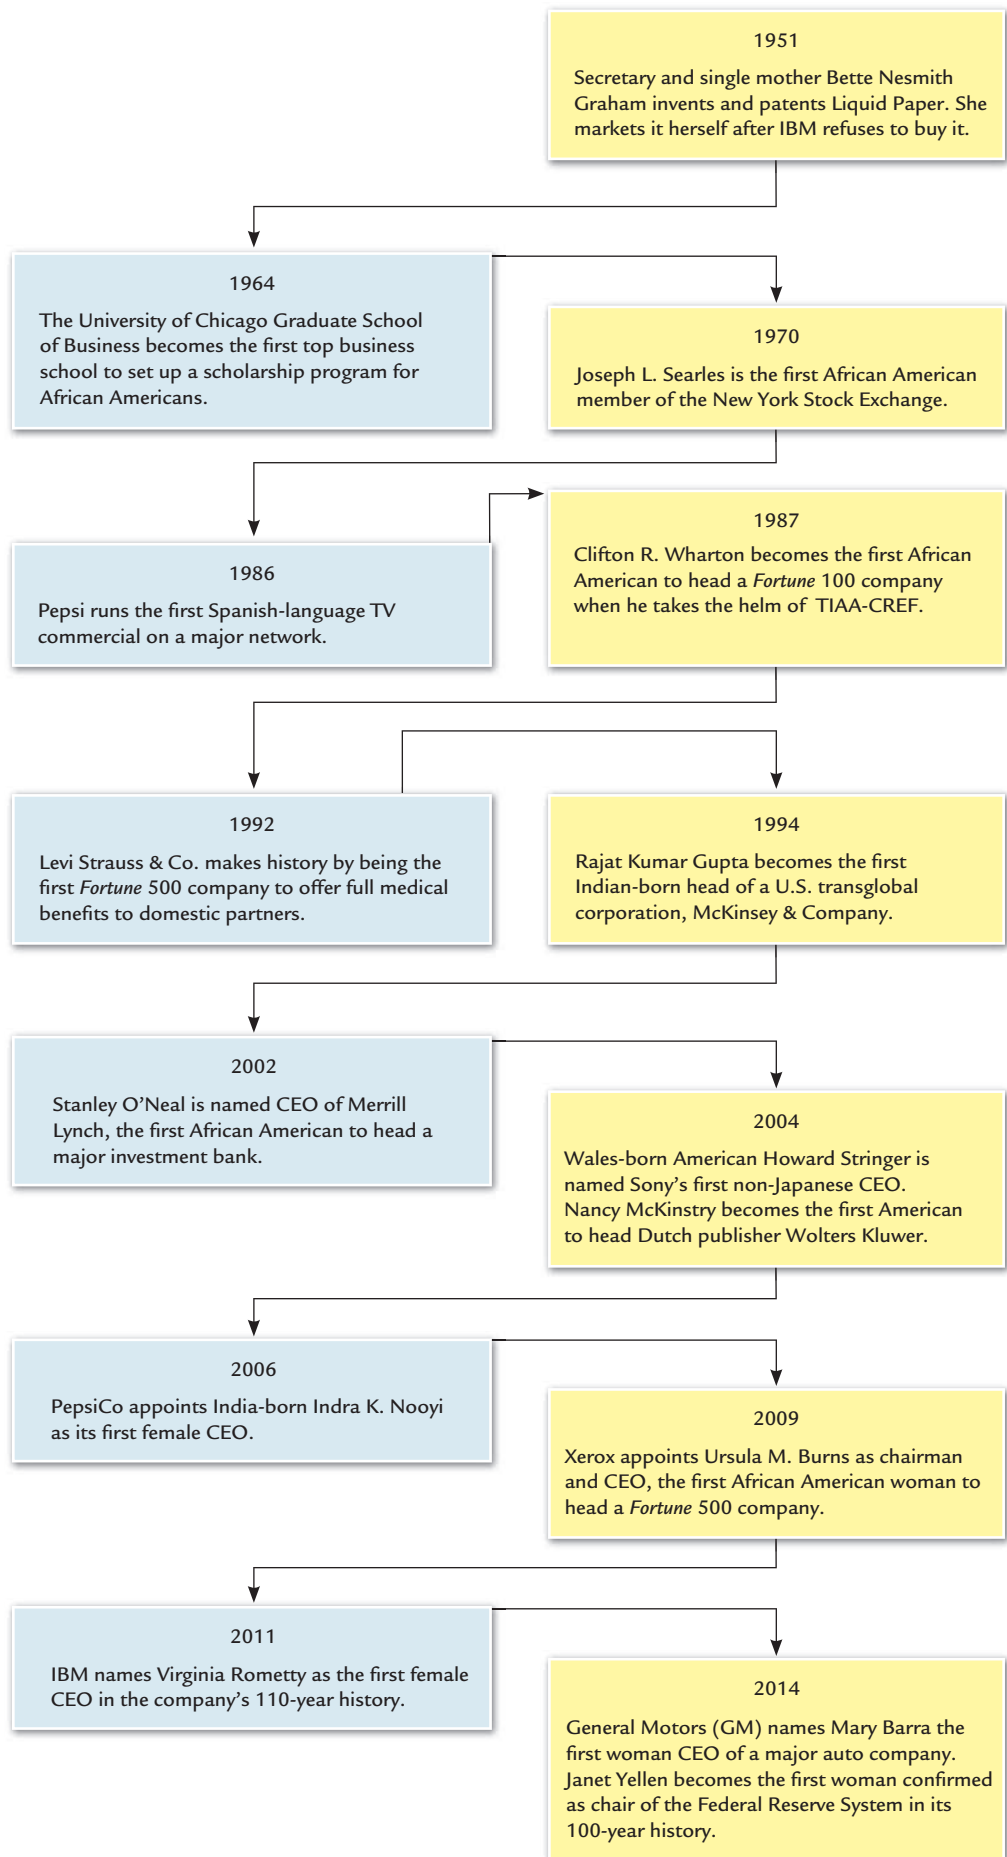 1951
Secretary and single mother Bette Nesmith
Graham invents and patents Liquid Paper. She
markets it herself after IBM refuses to buy it.
1964
The University of Chicago Graduate School
of Business becomes the first top business
school to set up a scholarship program for
African Americans.
1970
Joseph L. Searles is the first African American
member of the New York Stock Exchange.
1986
Pepsi runs the first Spanish-language TV
commercial on a major network.
1987
Clifton R. Wharton becomes the first African
American to head a Fortune 100 company
when he takes the helm of TIAA-CREF.
1992
Levi Strauss & Co. makes history by being the
first Fortune 500 company to offer full medical
benefits to domestic partners.
1994
Rajat Kumar Gupta becomes the first
Indian-born head of a U.S. transglobal
corporation, McKinsey & Company.
2002
Stanley O’Neal is named CEO of Merrill
Lynch, the first African American to head a
major investment bank.
2004
Wales-born American Howard Stringer is
named Sony’s first non-Japanese CEO.
Nancy McKinstry becomes the first American
to head Dutch publisher Wolters Kluwer.
2006
PepsiCo appoints India-born Indra K. Nooyi
as its first female CEO.
2009
Xerox appoints Ursula M. Burns as chairman
and CEO, the first African American woman to
head a Fortune 500 company.
2011
IBM names Virginia Rometty as the first female
CEO in the company’s 110-year history.
2014
General Motors (GM) names Mary Barra the
first woman CEO of a major auto company.
Janet Yellen becomes the first woman confirmed
as chair of the Federal Reserve System in its
100-year history.